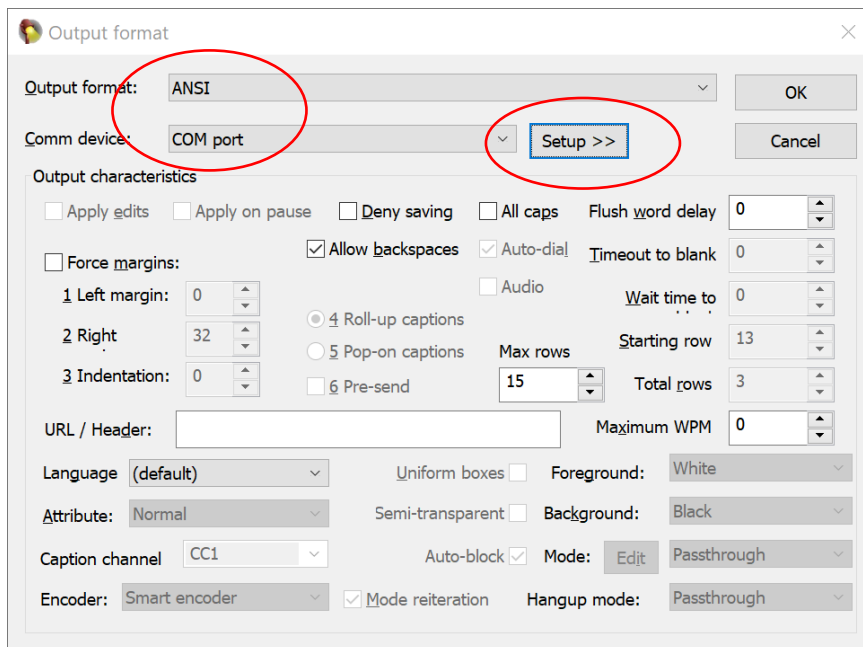 Output format
Output format: ANSI OK
Comm device: COM port Setup >> Cancel
Output characteristics
Apply edits Apply on pause Deny saving All caps Flush word delay 0
Force margins: Allow backspaces Auto-dial Timeout to blank 0
1 Left margin: 0 Audio Wait time to 0
2 Right 32 4 Roll-up captions Starting row 13
3 Indentation: 0 5 Pop-on captions Max rows
6 Pre-send 15 Total rows 3
URL / Header: Maximum WPM 0
Language (default) Uniform boxes Foreground: White
Attribute: Normal Semi-transparent Background: Black
Caption channel CC1 Auto-block Mode: Edit Passthrough
Encoder: Smart encoder Mode reiteration Hangup mode: Passthrough